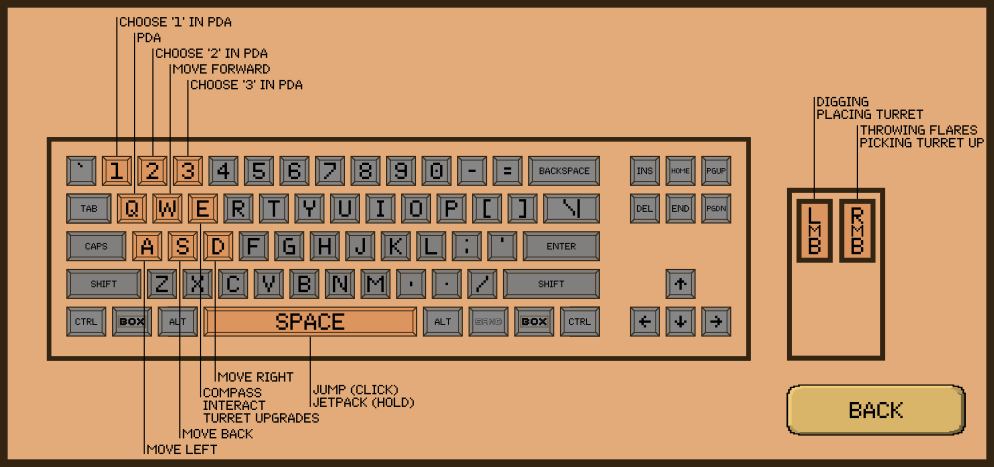 CHOOSE '1' IN PDA
PDA
CHOOSE '2' IN PDA
MOVE FORWARD
CHOOSE '3' IN PDA
DIGGING
PLACING TURRET
THROWING FLARES
PICKING TURRET UP
` 1 2 3 4 5 6 7 8 9 0 - = BACKSPACE INS HOME PGUP
TAB Q W E R T Y U I O P [ ] \| DEL END PGDN
LMB RMB
CAPS A S D F G H J K L ; ' ENTER
SHIFT Z X C V B N M . . / SHIFT ↑
CTRL BOX ALT SPACE ALT BOX CTRL ← ↓ →
MOVE RIGHT
COMPASS
INTERACT
TURRET UPGRADES
JUMP (CLICK)
JETPACK (HOLD)
MOVE BACK
MOVE LEFT
BACK